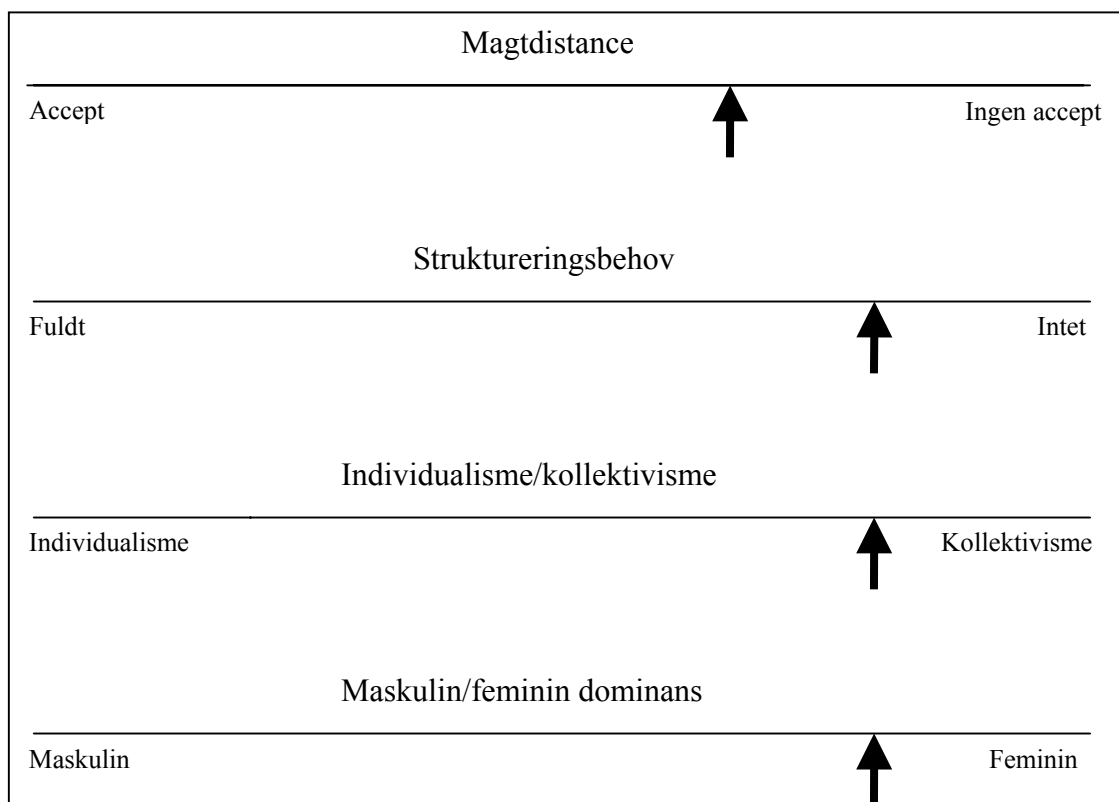 Magtdistance
Accept Ingen accept
Struktureringsbehov
Fuldt Intet
Individualisme/kollektivisme
Individualisme Kollektivisme
Maskulin/feminin dominans
Maskulin Feminin